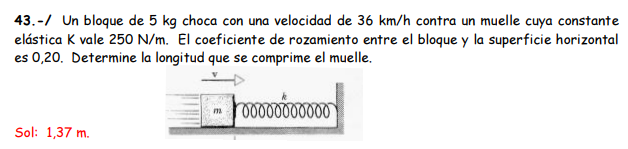 43.-/ Un bloque de 5 kg choca con una velocidad de 36 km/h contra un muelle cuya constante
elástica K vale 250 N/m. El coeficiente de rozamiento entre el bloque y la superficie horizontal
es 0,20. Determine la longitud que se comprime el muelle.
v
k
m
Sol: 1,37 m.